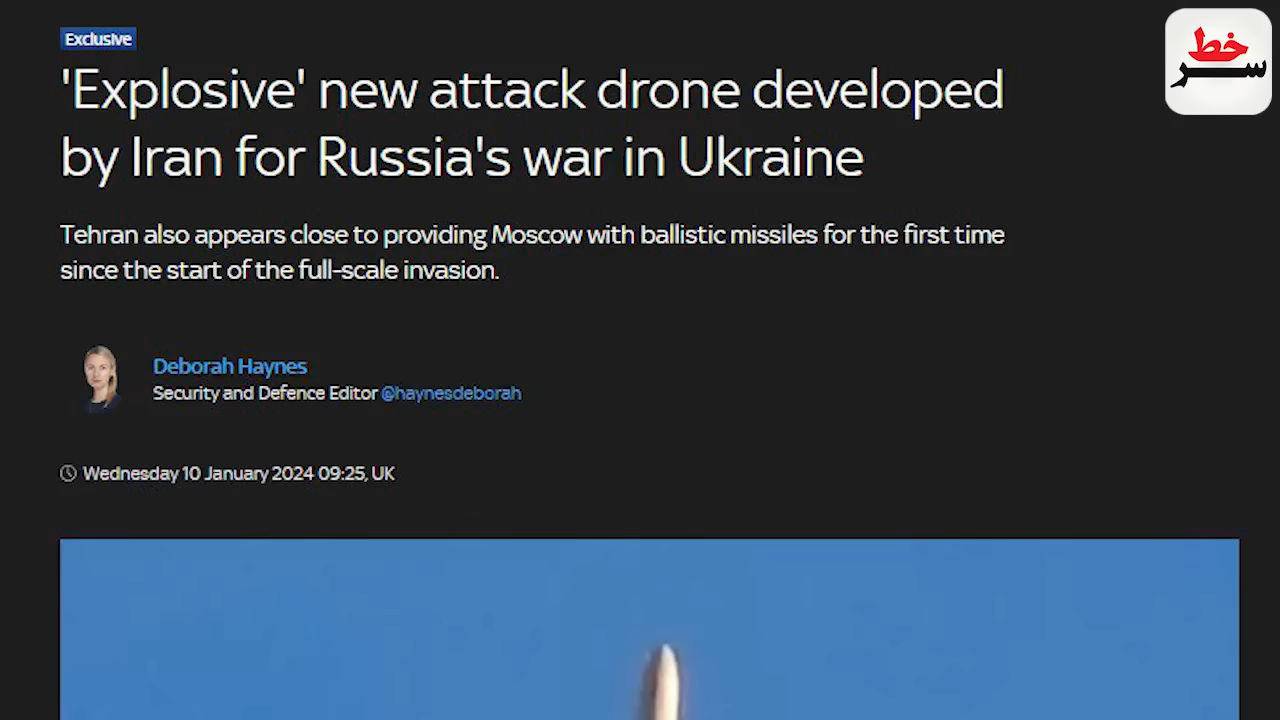 Exclusive
'Explosive' new attack drone developed
by Iran for Russia's war in Ukraine
Tehran also appears close to providing Moscow with ballistic missiles for the first time
since the start of the full-scale invasion.
Deborah Haynes
Security and Defence Editor @haynesdeborah
Wednesday 10 January 2024 09:25, UK
خط
سر